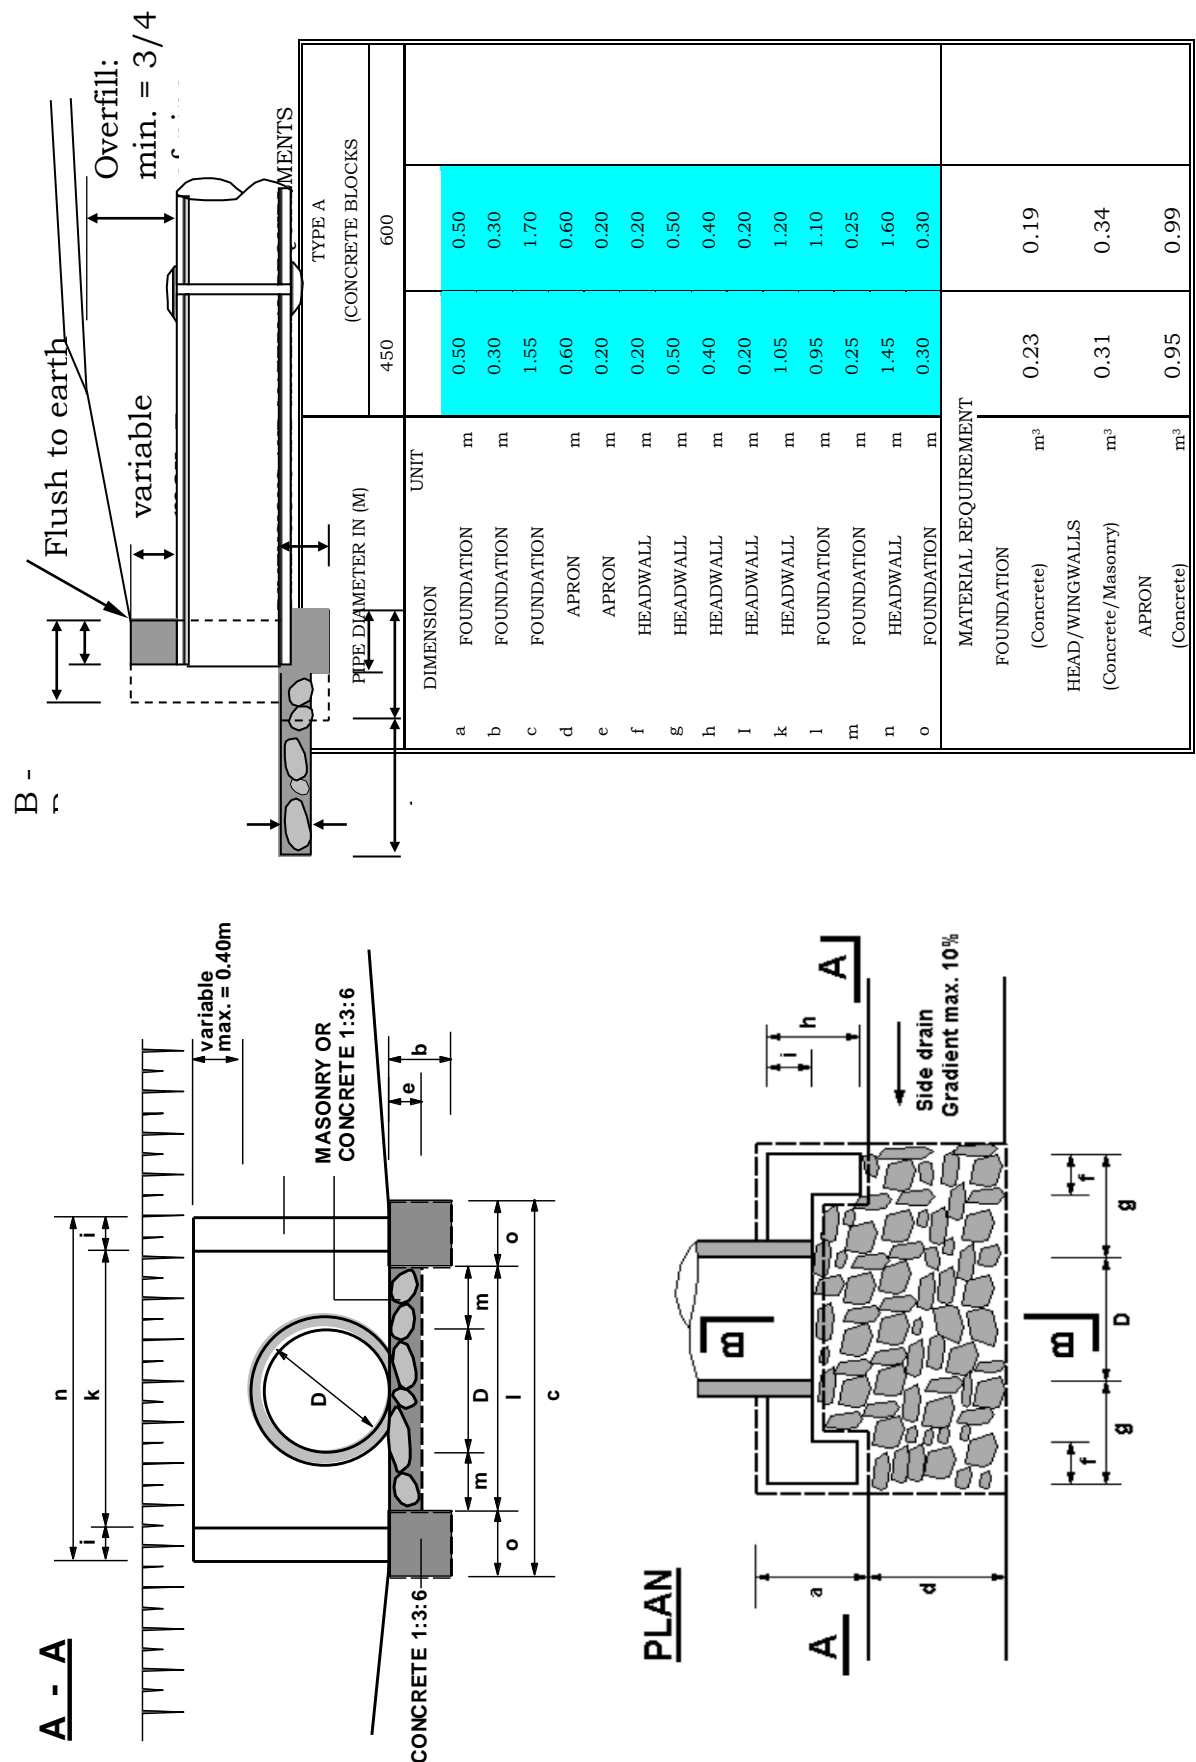 A - A
n
i
k
i
variable
max. = 0.40m
D
MASONRY OR
CONCRETE 1:3:6
b
e
o
m
D
m
o
l
c
CONCRETE 1:3:6
B -
Flush to earth
variable
Overfill:
min. = 3/4
MENTS
PIPE DIAMETER IN (M)
TYPE A
(CONCRETE BLOCKS
450 600
DIMENSION UNIT
a FOUNDATION m 0.50 0.50
b FOUNDATION m 0.30 0.30
c FOUNDATION 1.55 1.70
d APRON m 0.60 0.60
e APRON m 0.20 0.20
f HEADWALL m 0.20 0.20
g HEADWALL m 0.50 0.50
h HEADWALL m 0.40 0.40
I HEADWALL m 0.20 0.20
k HEADWALL m 1.05 1.20
l FOUNDATION m 0.95 1.10
m FOUNDATION m 0.25 0.25
n HEADWALL m 1.45 1.60
o FOUNDATION m 0.30 0.30
MATERIAL REQUIREMENT
FOUNDATION
(Concrete) m³ 0.23 0.19
HEAD/WINGWALLS
(Concrete/Masonry) m³ 0.31 0.34
APRON
(Concrete) m³ 0.95 0.99
PLAN
A
A
a
d
h
i
B
B
Side drain
Gradient max. 10%
f
f
g
D
g